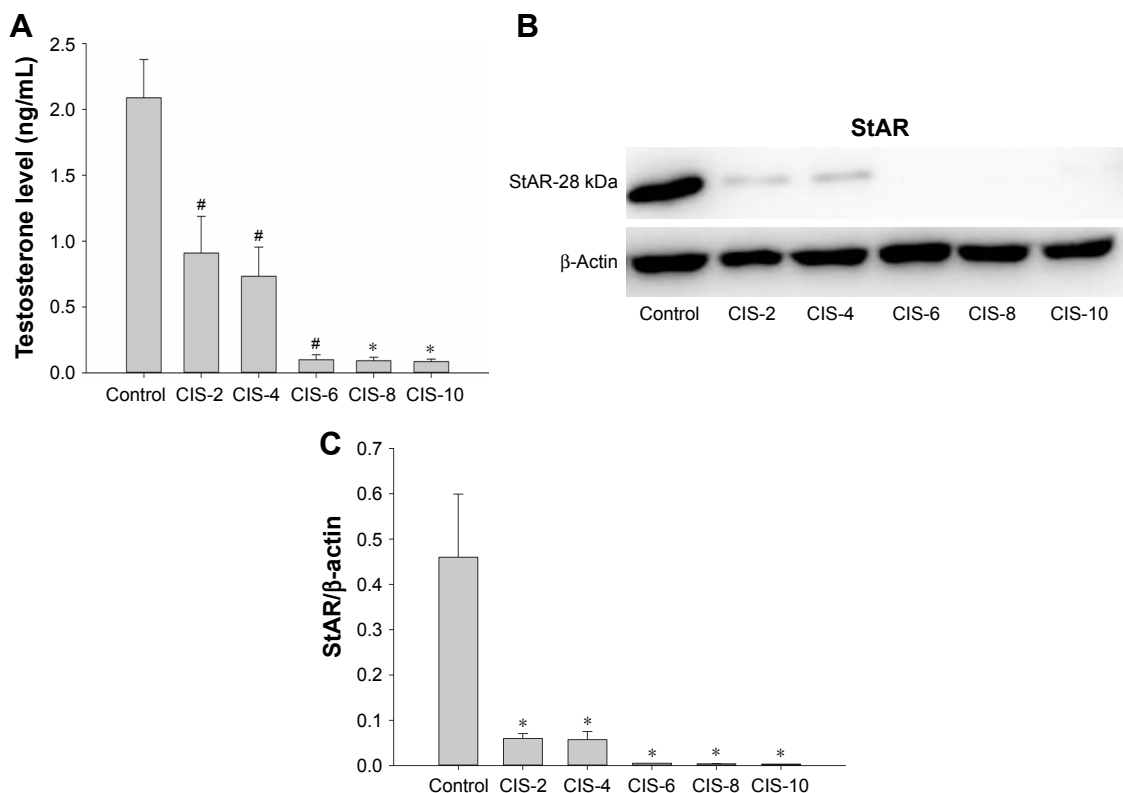 A
Testosterone level (ng/mL)
2.5
2.0
1.5
1.0
0.5
0.0
#
#
#
*
*
Control CIS-2 CIS-4 CIS-6 CIS-8 CIS-10
B
StAR
StAR-28 kDa
β-Actin
Control CIS-2 CIS-4 CIS-6 CIS-8 CIS-10
C
StAR/β-actin
0.7
0.6
0.5
0.4
0.3
0.2
0.1
0.0
*
*
*
*
*
Control CIS-2 CIS-4 CIS-6 CIS-8 CIS-10